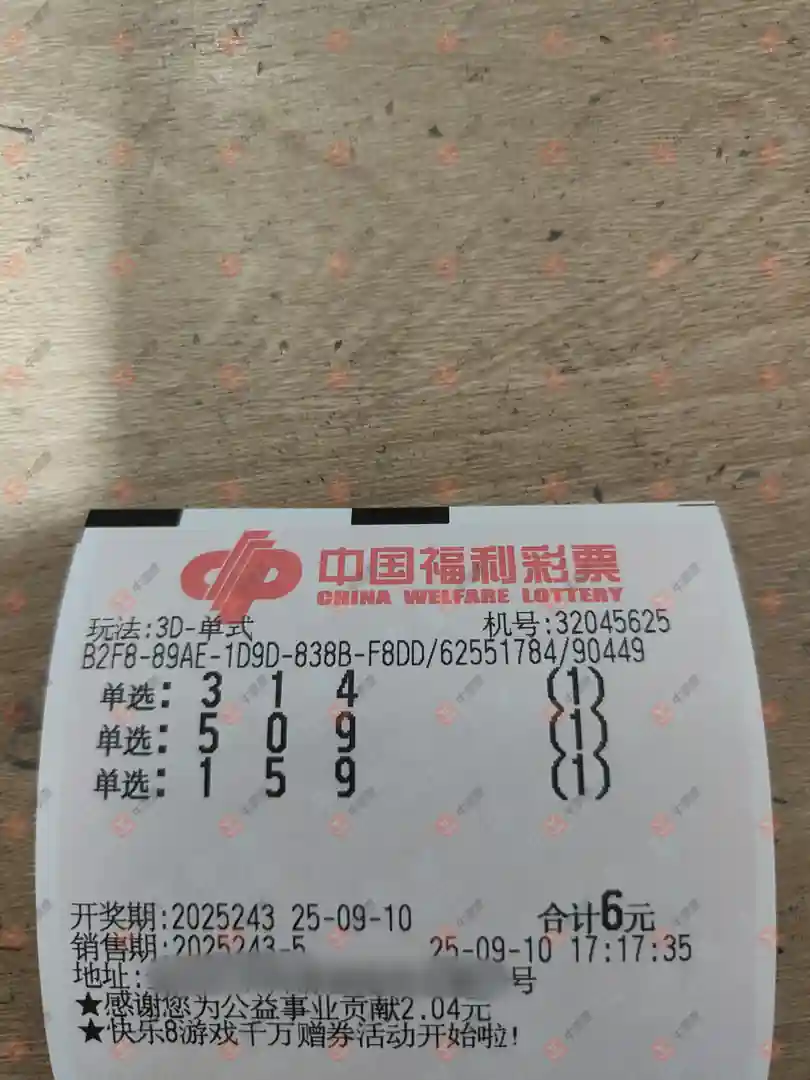 中国福利彩票
CHINA WELFARE LOTTERY
玩法:3D-单式 机号:32045625
B2F8-89AE-1D9D-838B-F8DD/62551784/90449
单选: 3 1 4 (1)
单选: 5 0 9 (1)
单选: 1 5 9 (1)
开奖期:2025243 25-09-10 合计6元
销售期:2025243-5 25-09-10 17:17:35
地址: 号
★感谢您为公益事业贡献2.04元
★快乐8游戏千万赠券活动开始啦!